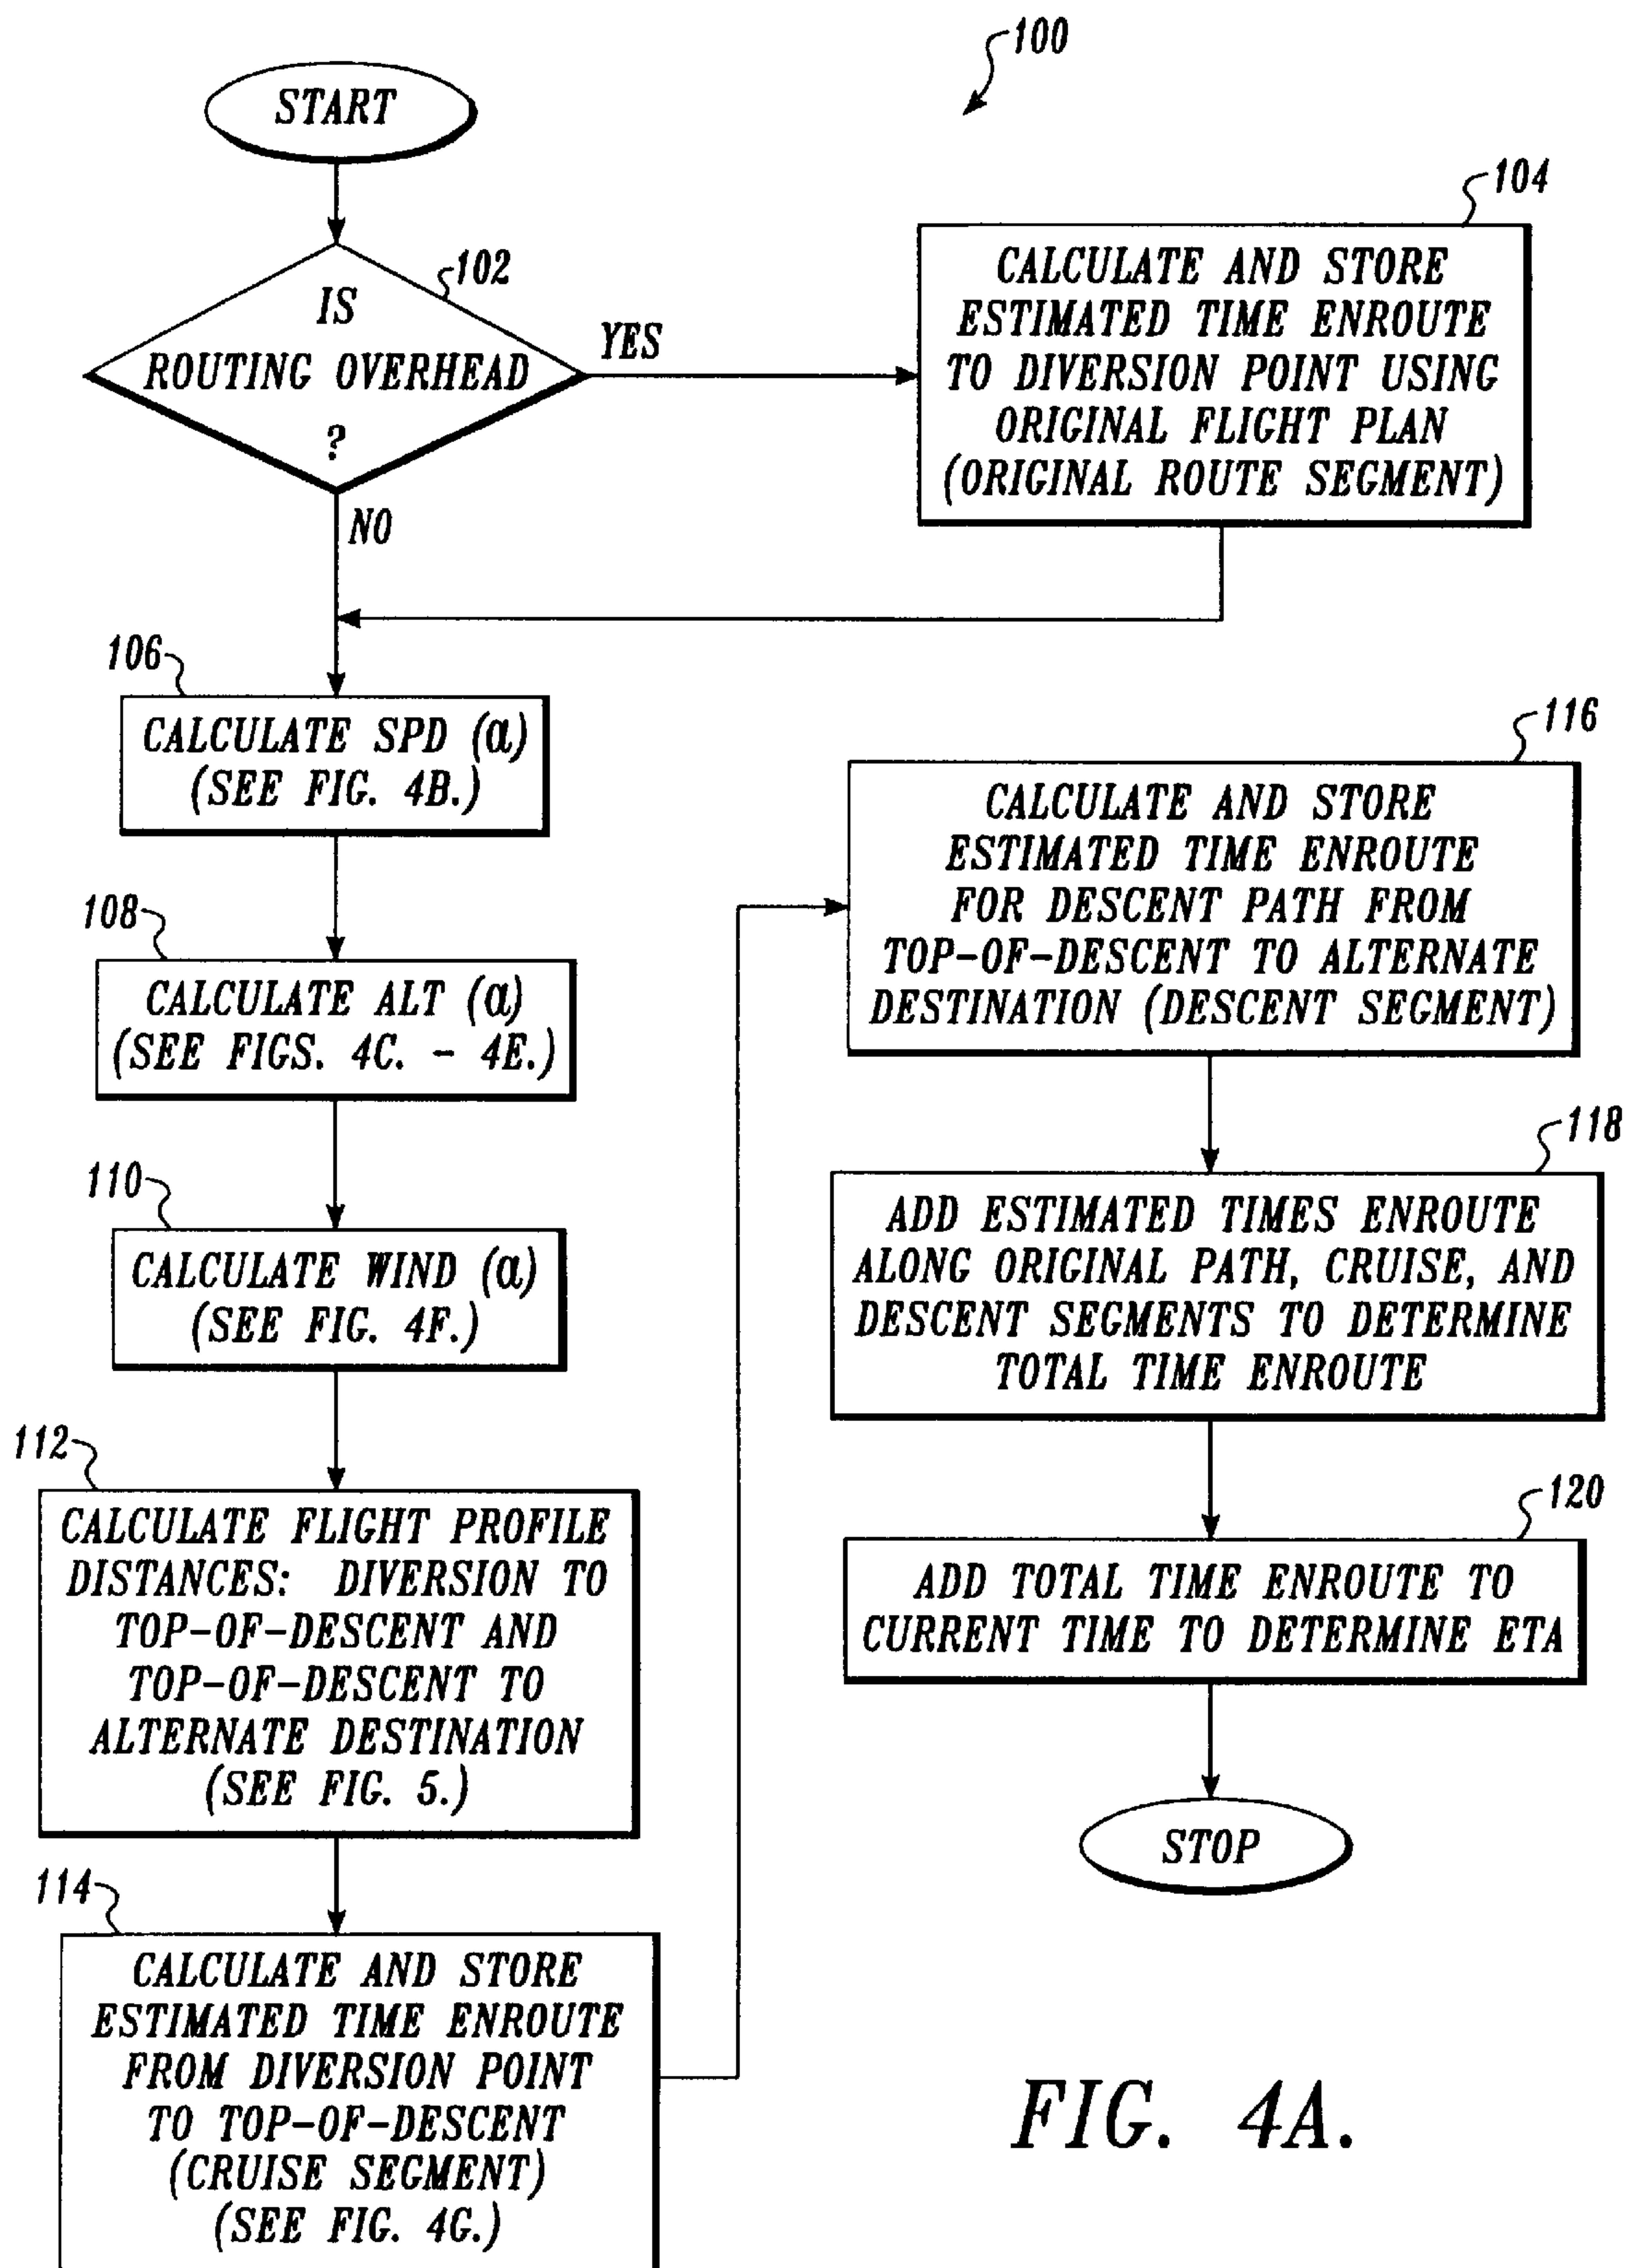 100
START
102
IS
ROUTING OVERHEAD
?
YES
NO
104
CALCULATE AND STORE
ESTIMATED TIME ENROUTE
TO DIVERSION POINT USING
ORIGINAL FLIGHT PLAN
(ORIGINAL ROUTE SEGMENT)
106
CALCULATE SPD (a)
(SEE FIG. 4B.)
108
CALCULATE ALT (a)
(SEE FIGS. 4C. - 4E.)
110
CALCULATE WIND (a)
(SEE FIG. 4F.)
112
CALCULATE FLIGHT PROFILE
DISTANCES: DIVERSION TO
TOP-OF-DESCENT AND
TOP-OF-DESCENT TO
ALTERNATE DESTINATION
(SEE FIG. 5.)
114
CALCULATE AND STORE
ESTIMATED TIME ENROUTE
FROM DIVERSION POINT
TO TOP-OF-DESCENT
(CRUISE SEGMENT)
(SEE FIG. 4G.)
116
CALCULATE AND STORE
ESTIMATED TIME ENROUTE
FOR DESCENT PATH FROM
TOP-OF-DESCENT TO ALTERNATE
DESTINATION (DESCENT SEGMENT)
118
ADD ESTIMATED TIMES ENROUTE
ALONG ORIGINAL PATH, CRUISE, AND
DESCENT SEGMENTS TO DETERMINE
TOTAL TIME ENROUTE
120
ADD TOTAL TIME ENROUTE TO
CURRENT TIME TO DETERMINE ETA
STOP
FIG. 4A.